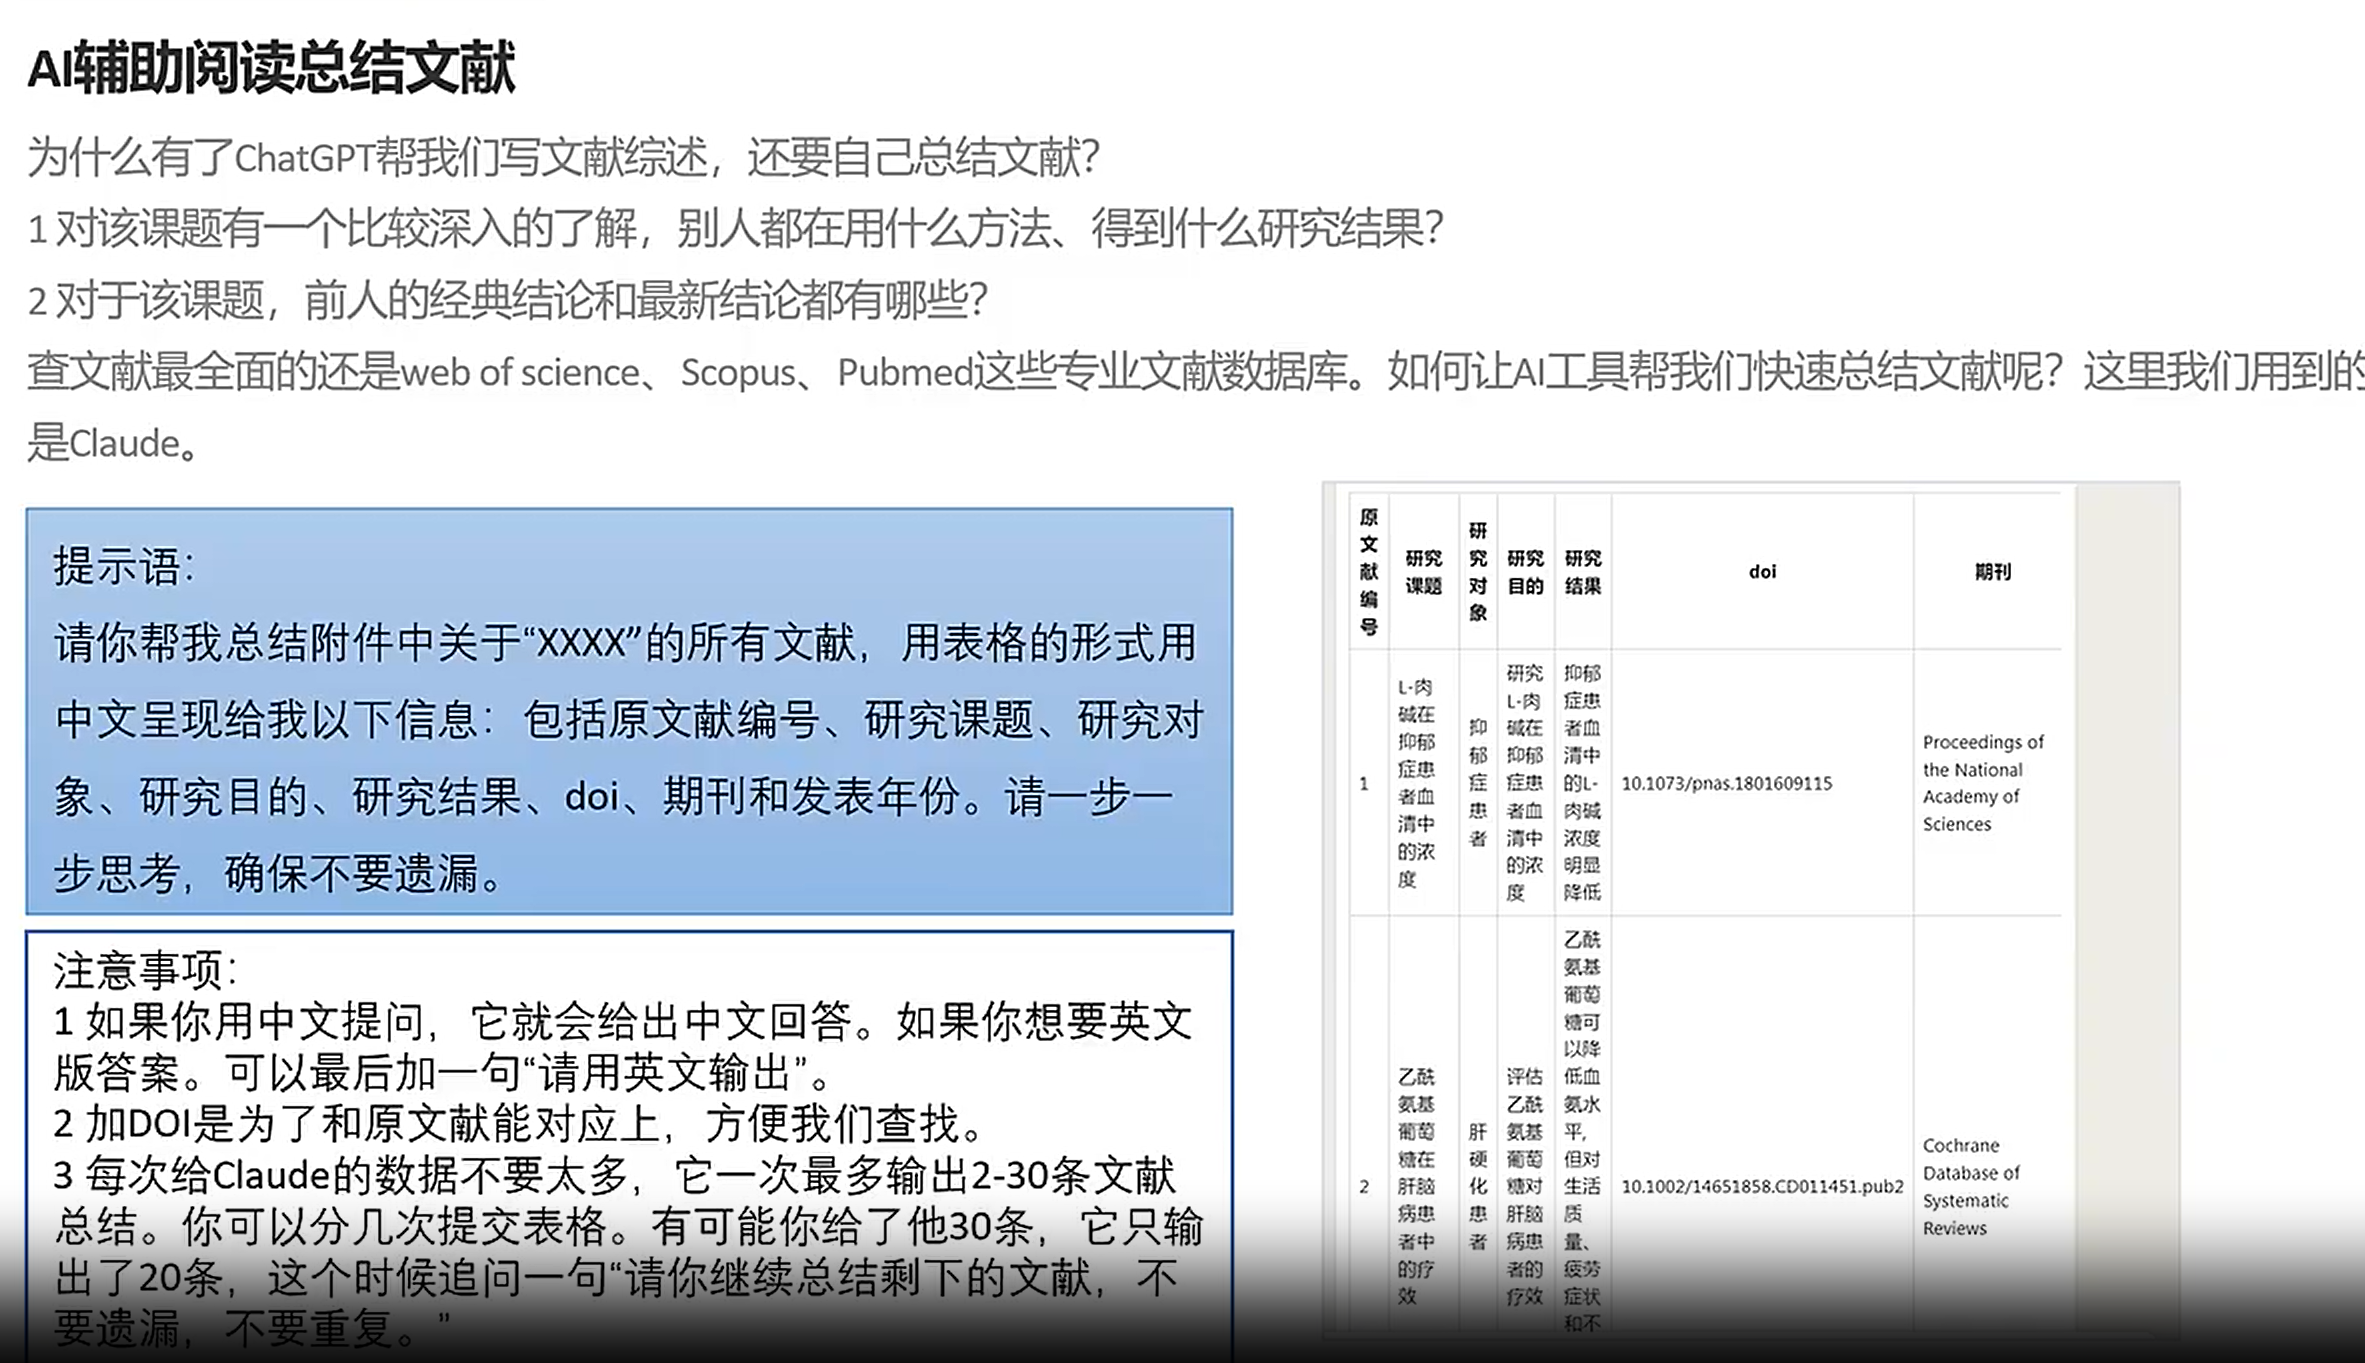 AI辅助阅读总结文献
为什么有了ChatGPT帮我们写文献综述，还要自己总结文献？
1 对该课题有一个比较深入的了解，别人都在用什么方法、得到什么研究结果？
2 对于该课题，前人的经典结论和最新结论都有哪些？
查文献最全面的还是web of science、Scopus、Pubmed这些专业文献数据库。如何让AI工具帮我们快速总结文献呢？这里我们用到的
是Claude。
提示语：
请你帮我总结附件中关于“XXXX”的所有文献，用表格的形式用
中文呈现给我以下信息：包括原文献编号、研究课题、研究对
象、研究目的、研究结果、doi、期刊和发表年份。请一步一
步思考，确保不要遗漏。
注意事项：
1 如果你用中文提问，它就会给出中文回答。如果你想要英文
版答案。可以最后加一句“请用英文输出”。
2 加DOI是为了和原文献能对应上，方便我们查找。
3 每次给Claude的数据不要太多，它一次最多输出2-30条文献
总结。你可以分几次提交表格。有可能你给了他30条，它只输
出了20条，这个时候追问一句“请你继续总结剩下的文献，不
要遗漏，不要重复。”
原
文
献
编
号
研究
课题
研
究
对
象
研究
目的
研究
结果
doi
期刊
1
L-肉
碱在
抑郁
症患
者血
清中
的浓
度
抑
郁
症
患
者
研究
L-肉
碱在
抑郁
症患
者血
清中
的浓
度
抑郁
症患
者血
清中
的L-
肉碱
浓度
明显
降低
10.1073/pnas.1801609115
Proceedings of
the National
Academy of
Sciences
2
乙酰
氨基
葡萄
糖在
肝脑
病患
者中
的疗
效
肝
硬
化
患
者
评估
乙酰
氨基
葡萄
糖对
肝脑
病患
者的
疗效
乙酰
氨基
葡萄
糖可
以降
低血
氨水
平,
但对
生活
质
量、
疲劳
症状
和不
10.1002/14651858.CD011451.pub2
Cochrane
Database of
Systematic
Reviews